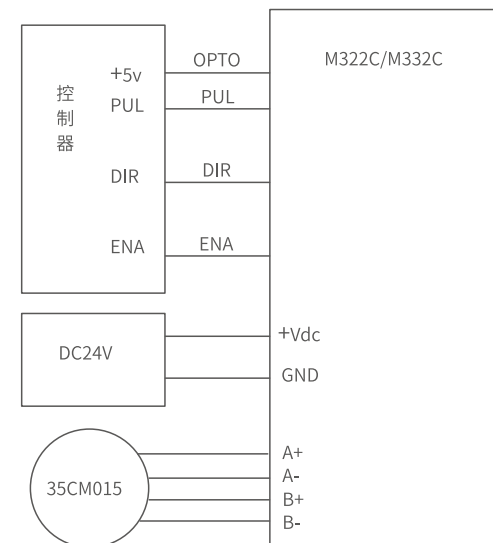 OPTO
M322C/M332C
+5v
控制器
PUL
PUL
DIR
DIR
ENA
ENA
DC24V
+Vdc
GND
35CM015
A+
A-
B+
B-